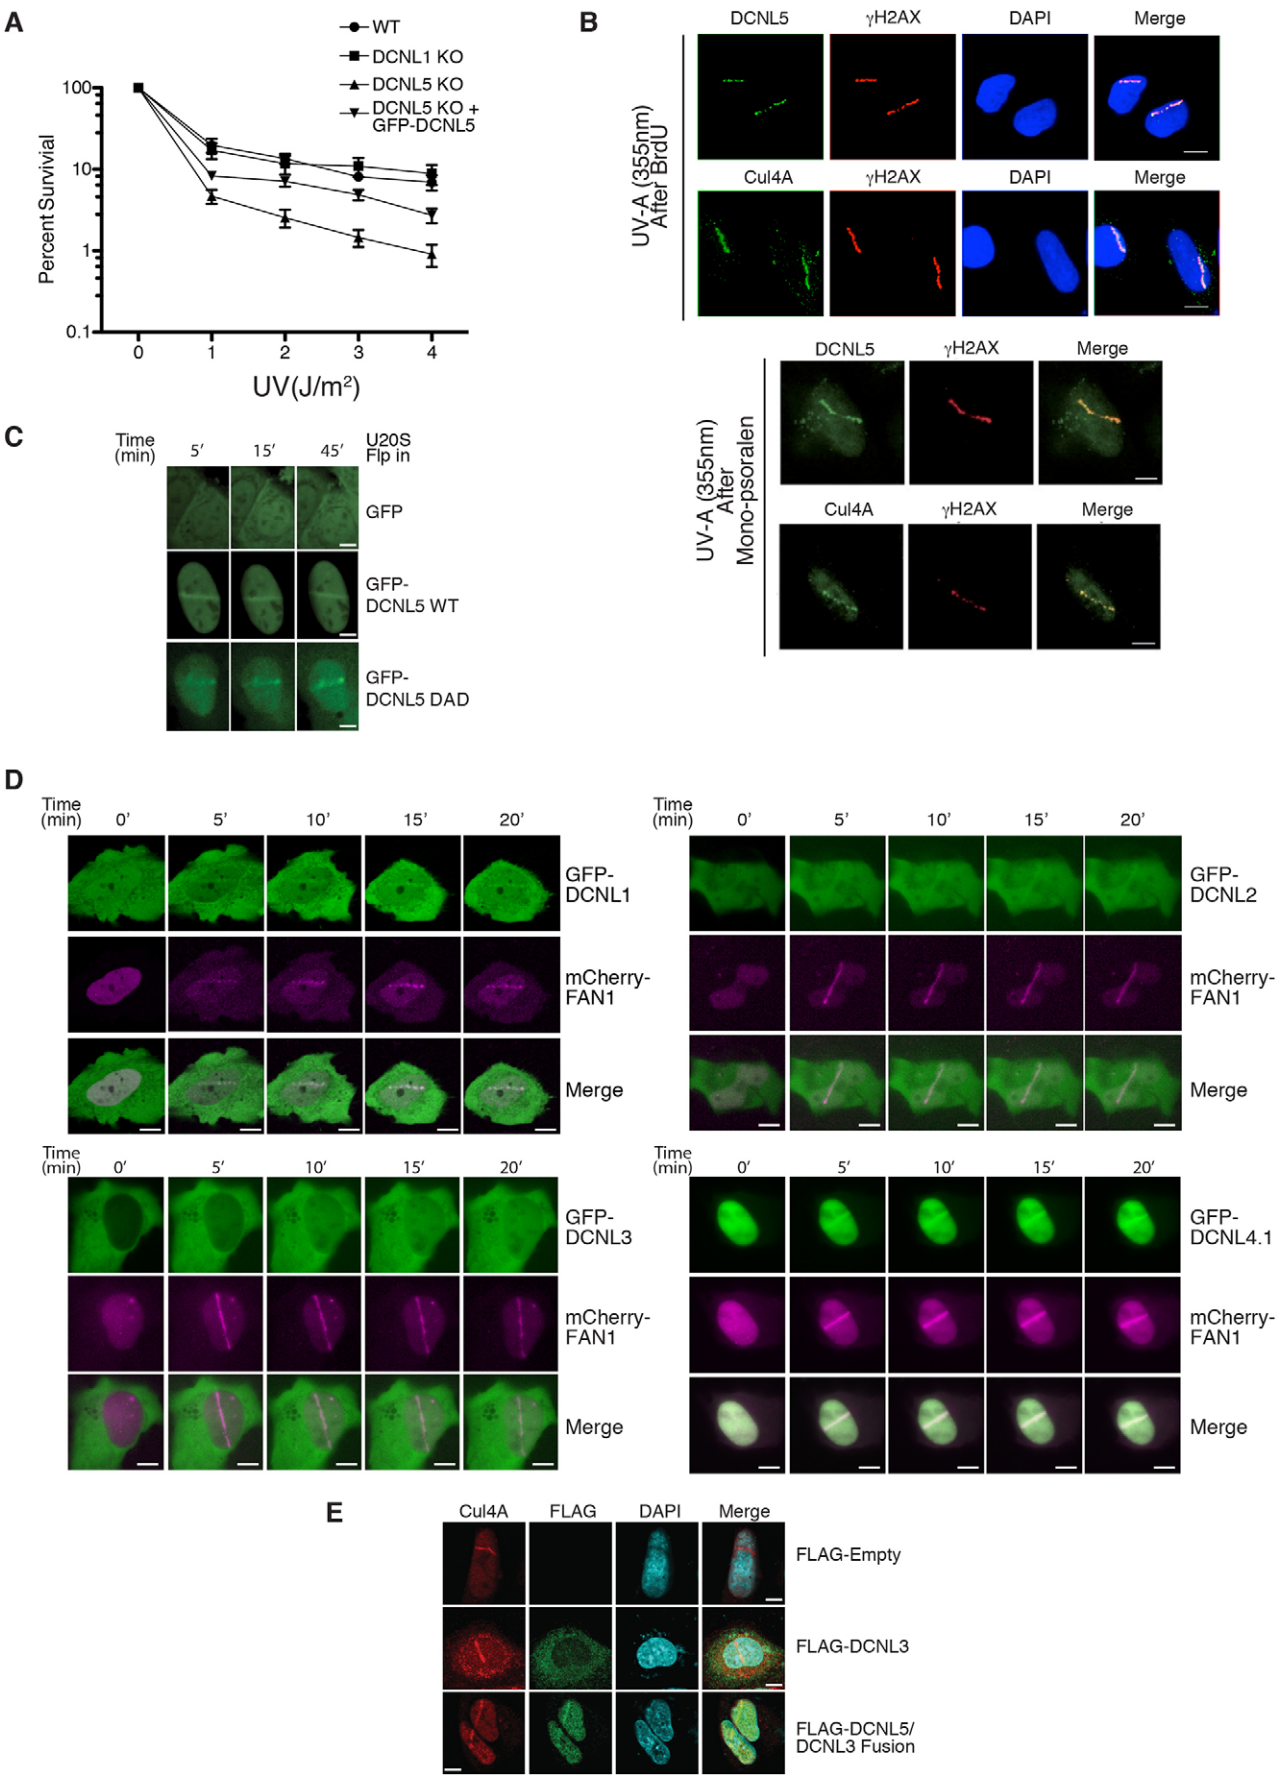 A
WT
DCNL1 KO
DCNL5 KO
DCNL5 KO +
GFP-DCNL5
100
10
1
0.1
Percent Survivial
0 1 2 3 4
UV(J/m²)
B
DCNL5 γH2AX DAPI Merge
UV-A (355nm)
After BrdU
Cul4A γH2AX DAPI Merge
DCNL5 γH2AX Merge
UV-A (355nm)
After
Mono-psoralen
Cul4A γH2AX Merge
C
Time
(min) 5′ 15′ 45′
U20S
Flp in
GFP
GFP-
DCNL5 WT
GFP-
DCNL5 DAD
D
Time
(min) 0′ 5′ 10′ 15′ 20′
GFP-
DCNL1
mCherry-
FAN1
Merge
Time
(min) 0′ 5′ 10′ 15′ 20′
GFP-
DCNL2
mCherry-
FAN1
Merge
Time
(min) 0′ 5′ 10′ 15′ 20′
GFP-
DCNL3
mCherry-
FAN1
Merge
Time
(min) 0′ 5′ 10′ 15′ 20′
GFP-
DCNL4.1
mCherry-
FAN1
Merge
E
Cul4A FLAG DAPI Merge
FLAG-Empty
FLAG-DCNL3
FLAG-DCNL5/
DCNL3 Fusion